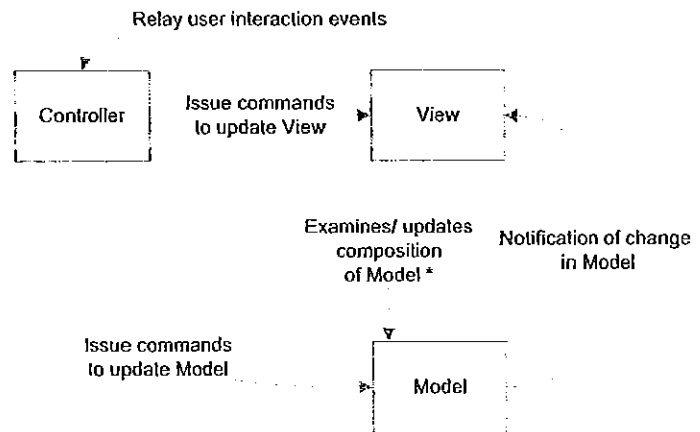 Relay user interaction events
Controller
Issue commands
to update View
View
Examines/ updates
composition
of Model *
Notification of change
in Model
Issue commands
to update Model
Model